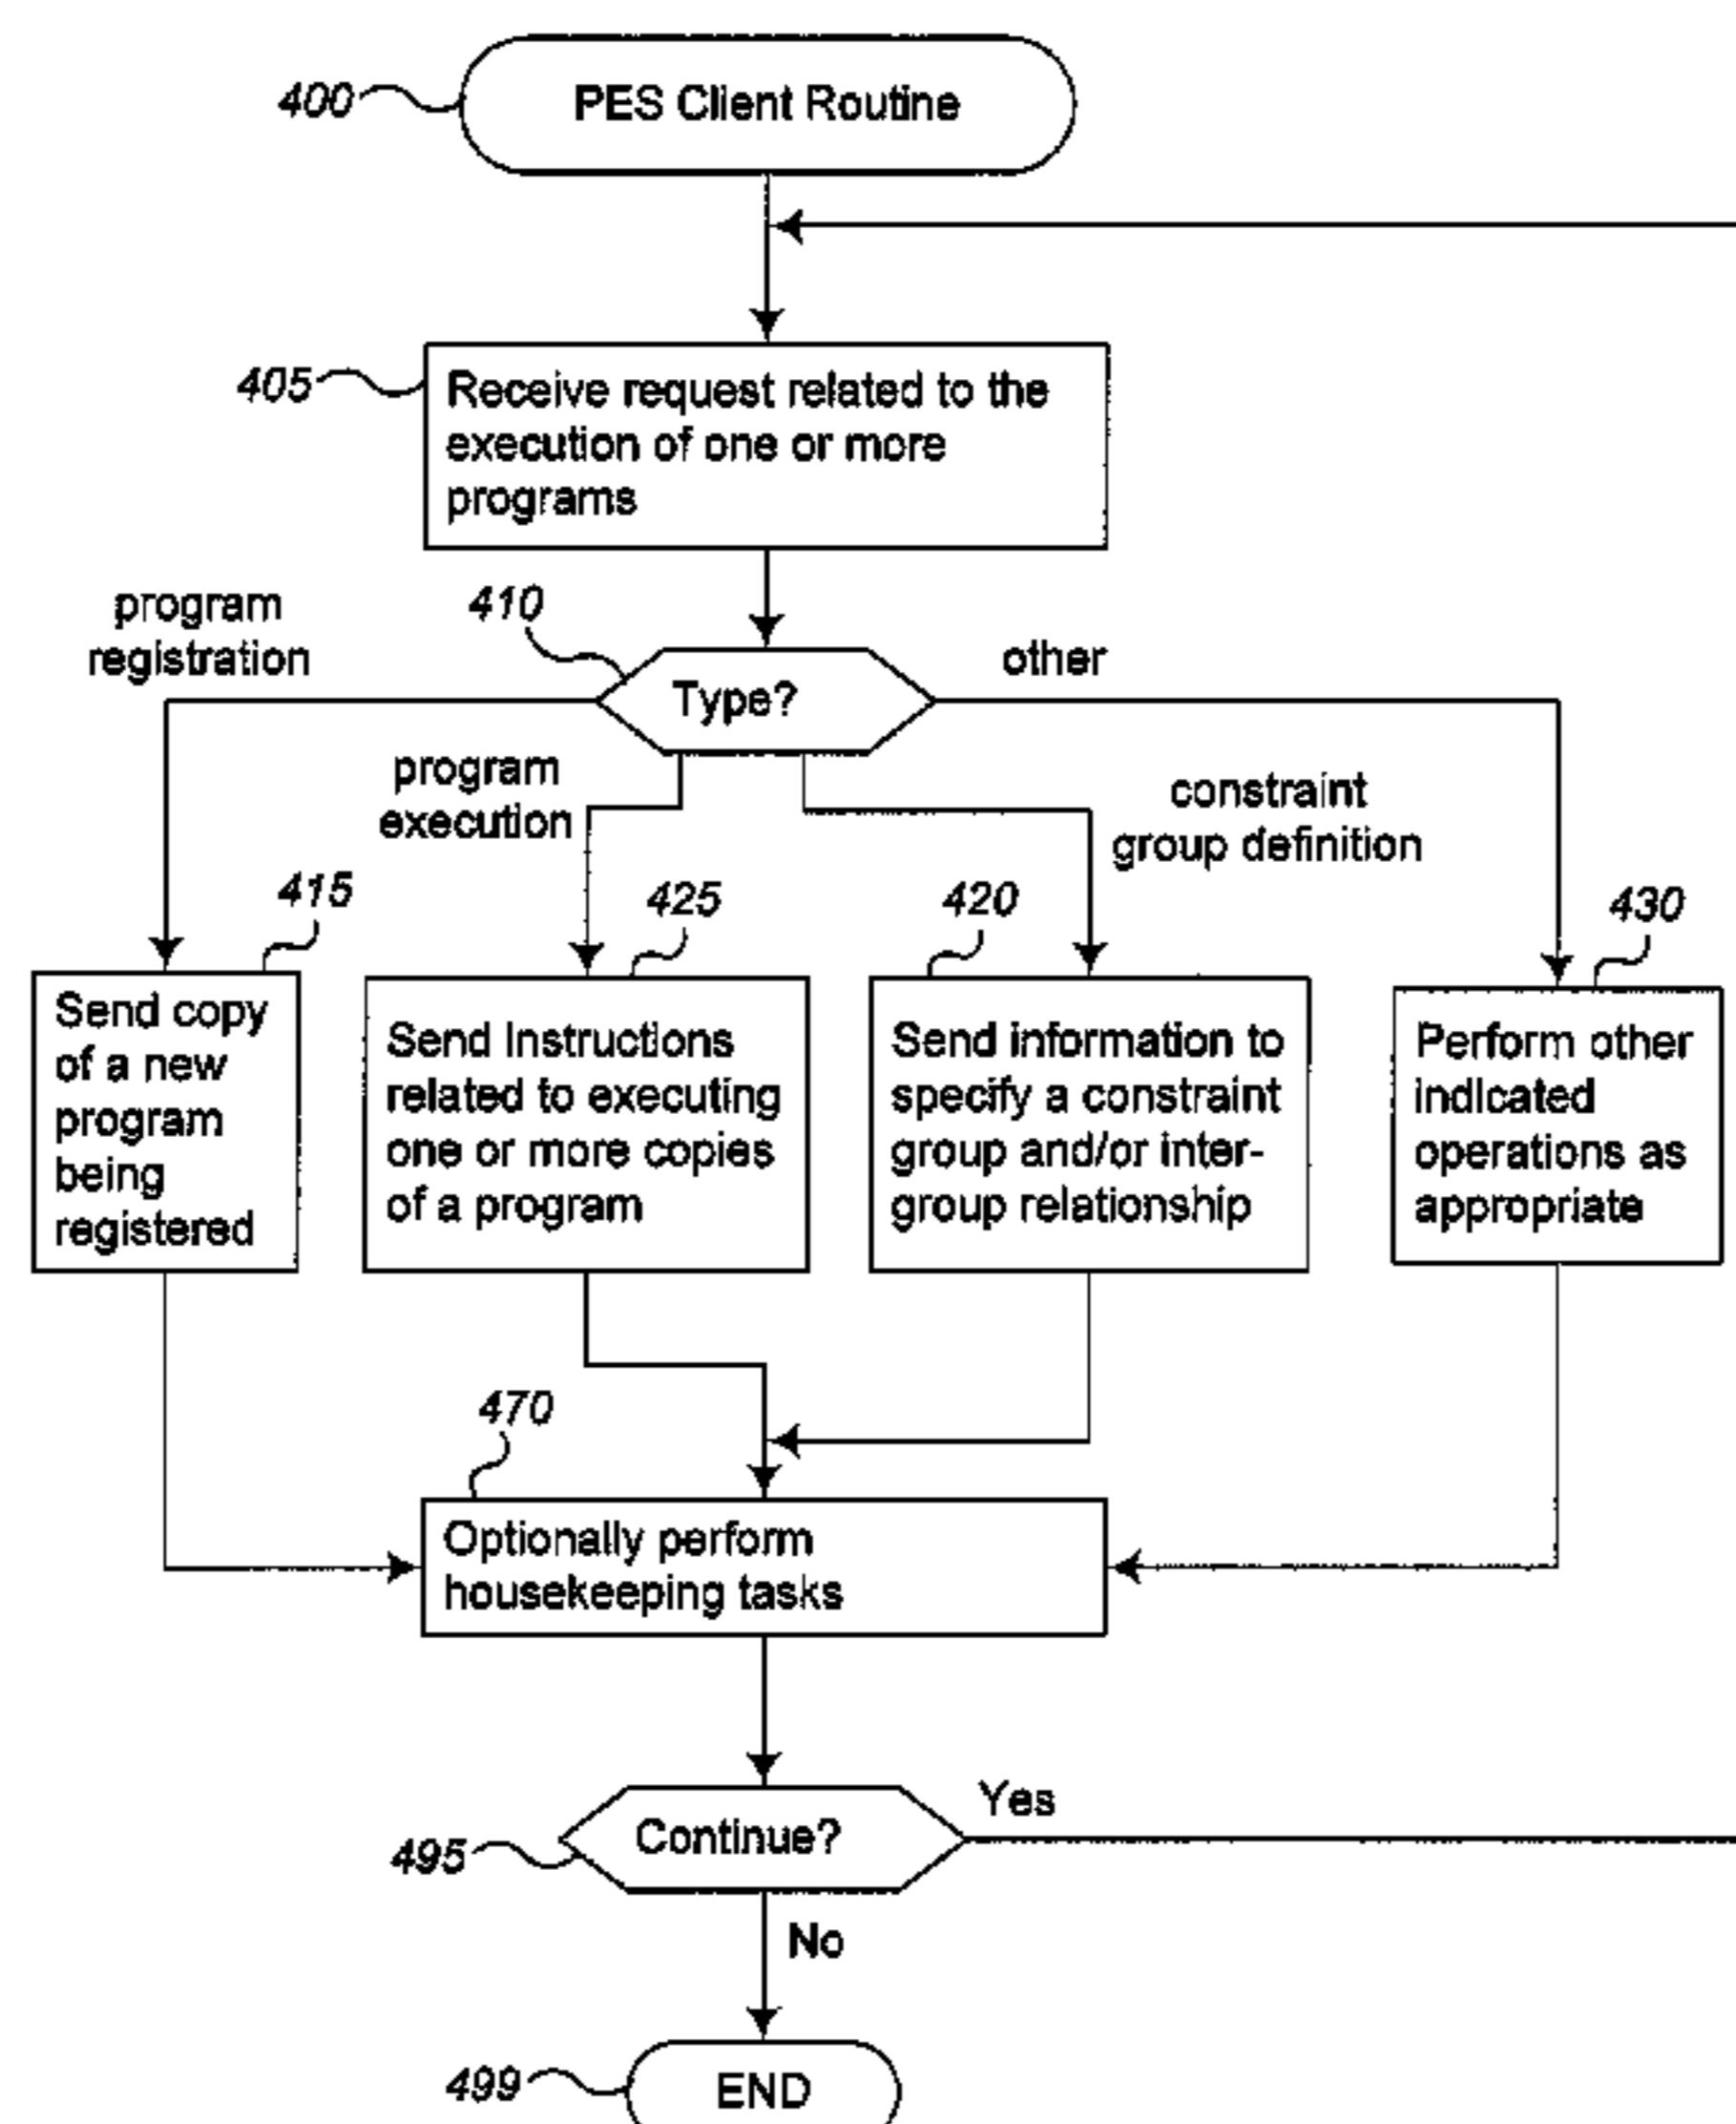 400
PES Client Routine
405
Receive request related to the
execution of one or more
programs
program
registration
410
Type?
other
program
execution
constraint
group definition
415
425
420
430
Send copy
of a new
program
being
registered
Send Instructions
related to executing
one or more copies
of a program
Send information to
specify a constraint
group and/or inter-
group relationship
Perform other
indicated
operations as
appropriate
470
Optionally perform
housekeeping tasks
495
Continue?
Yes
No
499
END